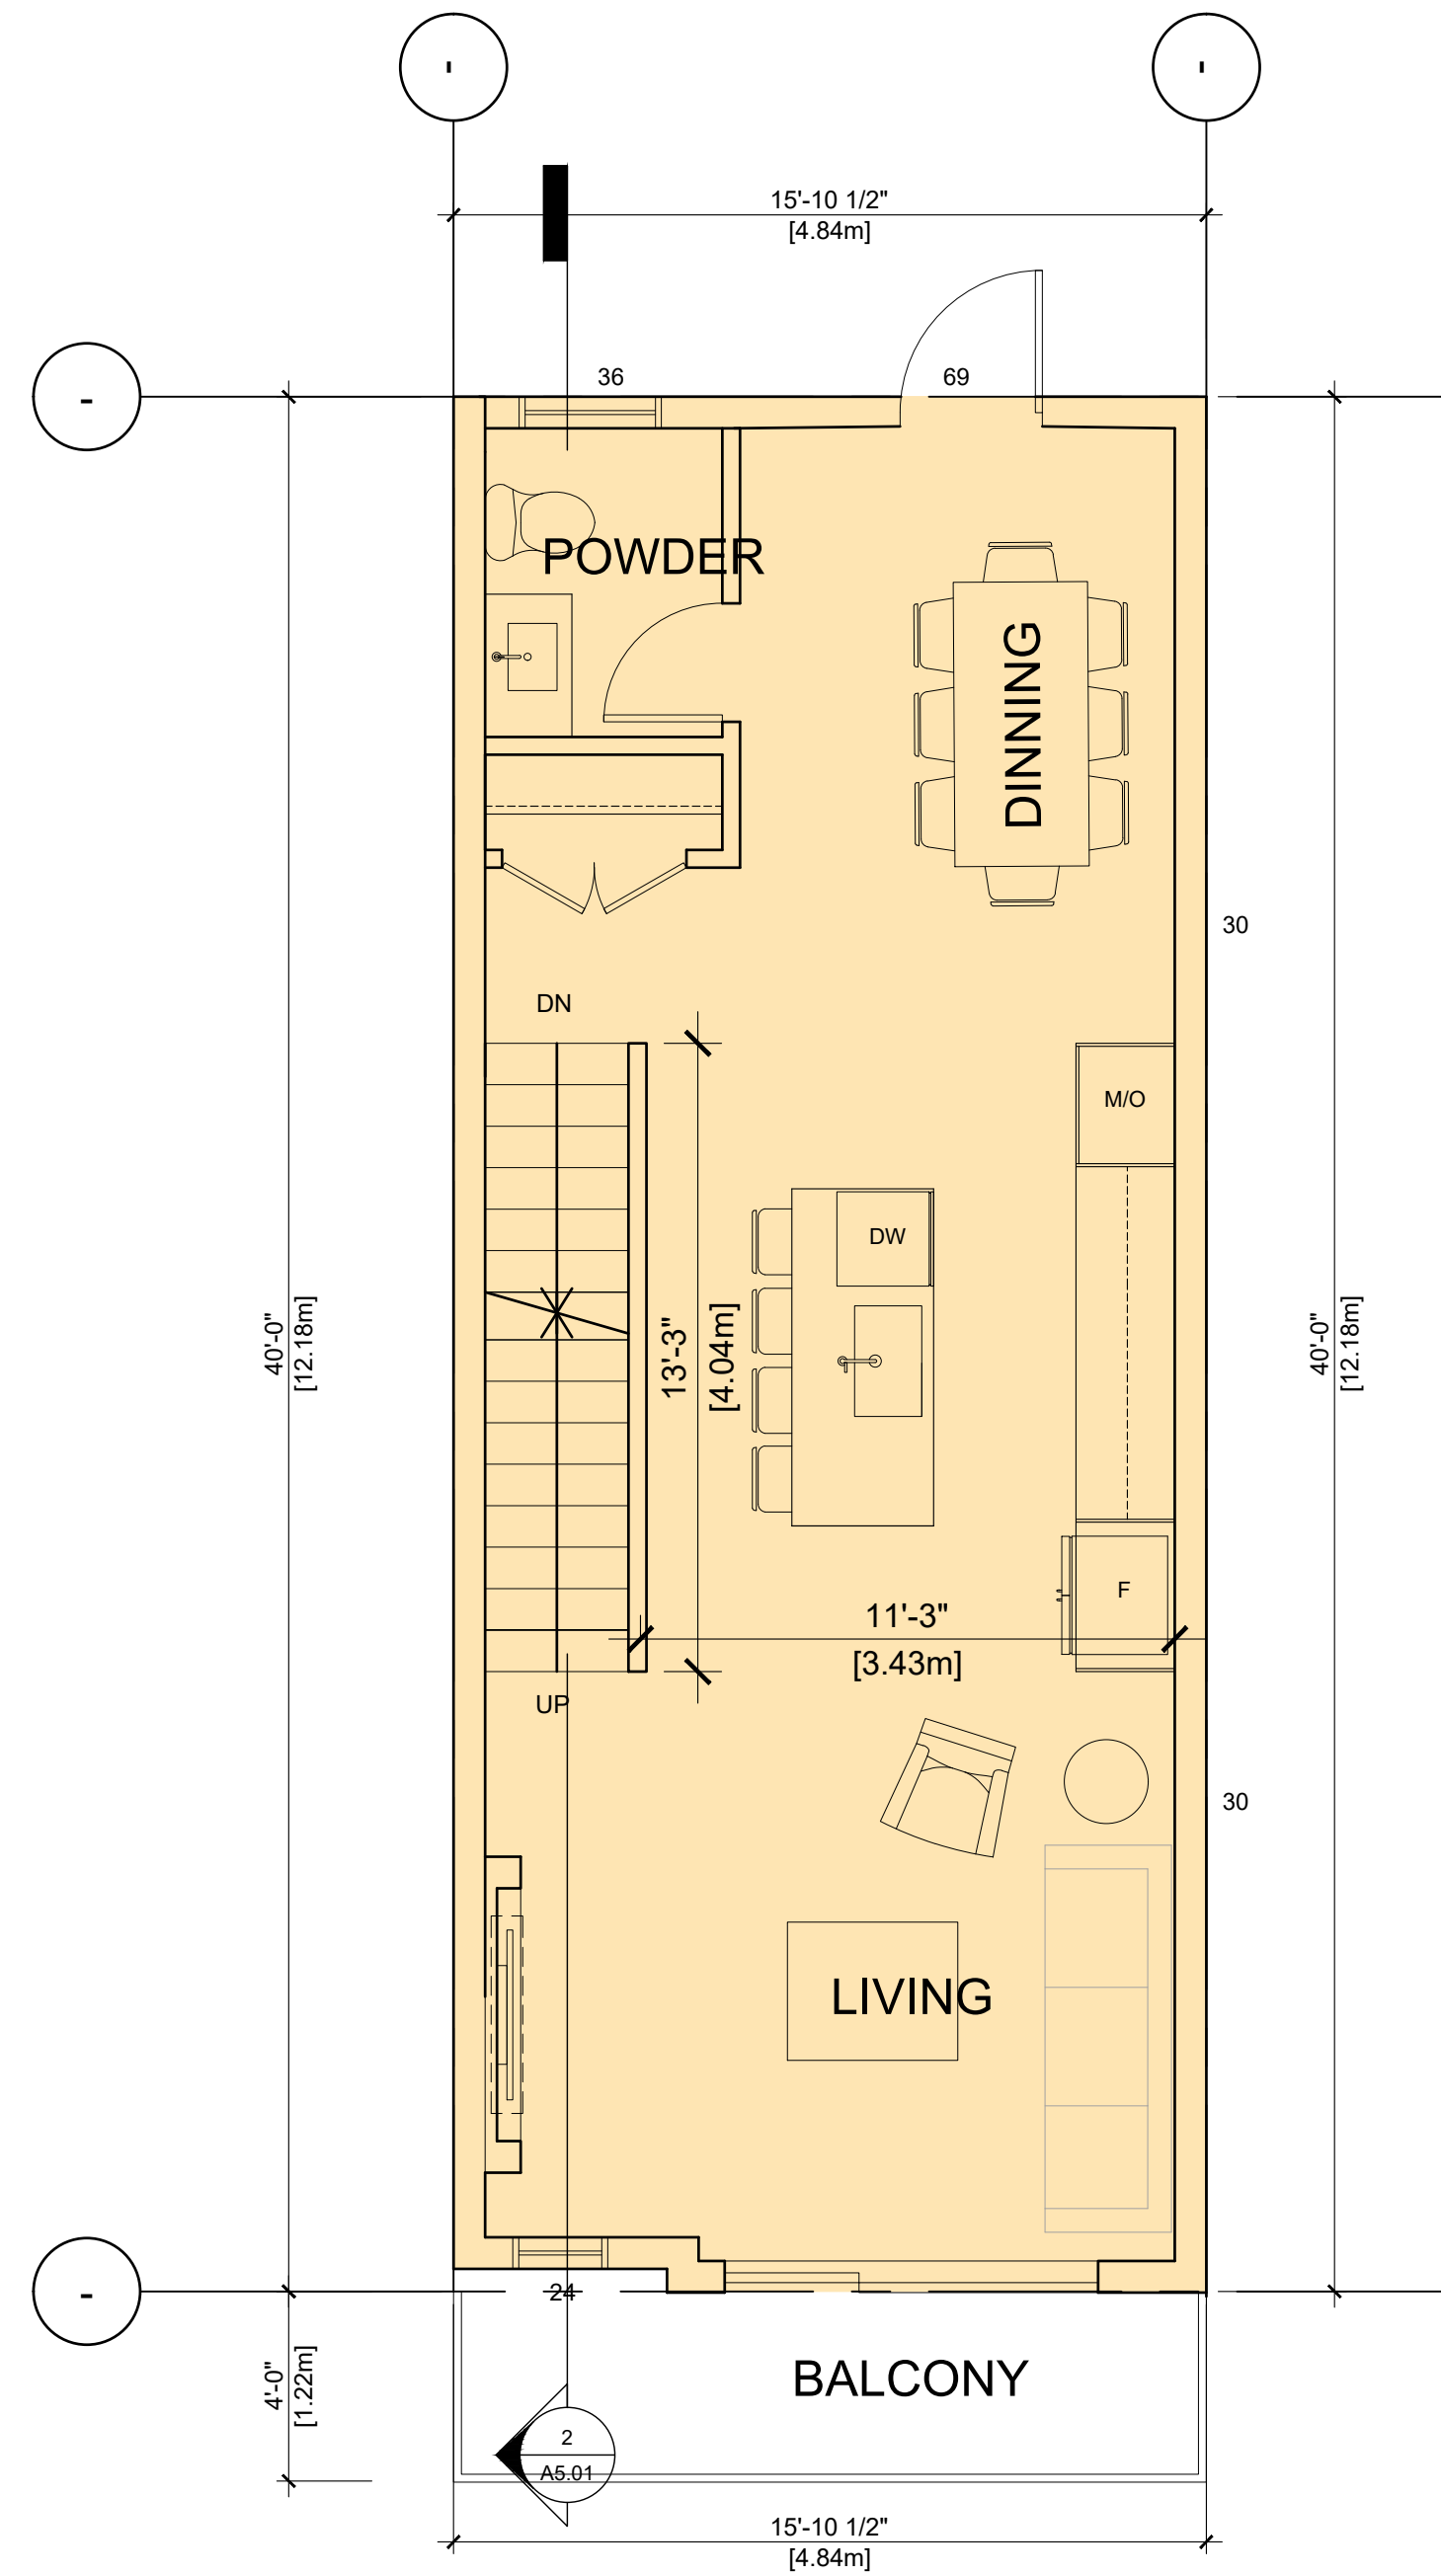 -
-
15'-10 1/2"
[4.84m]
-
36
69
POWDER
DINNING
30
DN
M/O
DW
40'-0"
[12.18m]
13'-3"
[4.04m]
40'-0"
[12.18m]
F
11'-3"
[3.43m]
UP
30
LIVING
-
24
4'-0"
[1.22m]
BALCONY
2
A5.01
15'-10 1/2"
[4.84m]